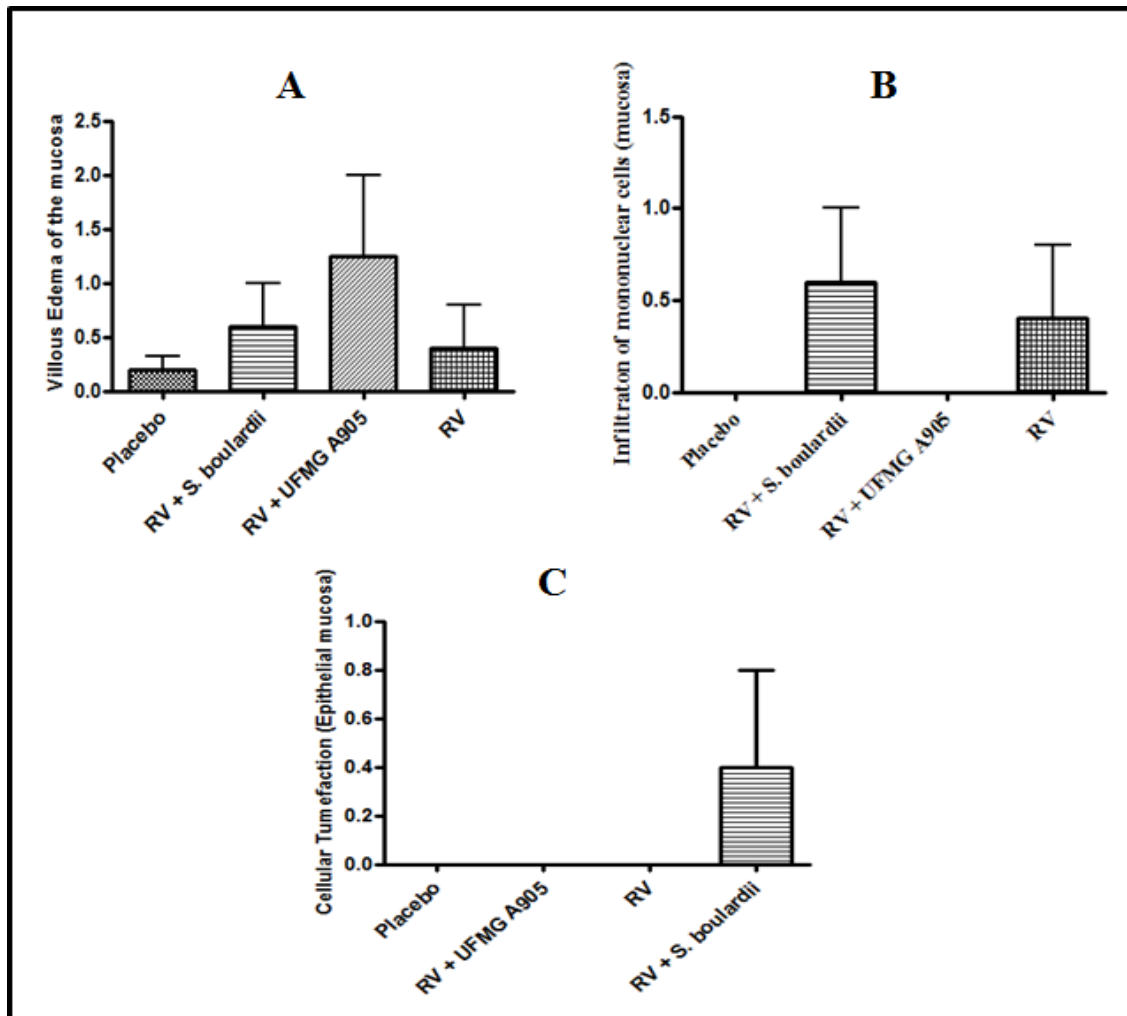 A
Villous Edema of the mucosa
2.5
2.0
1.5
1.0
0.5
0.0
Placebo
RV + S. boulardii
RV + UFMG A905
RV
B
Infiltraton of mononuclear cells (mucosa)
1.5
1.0
0.5
0.0
Placebo
RV + S. boulardii
RV + UFMG A905
RV
C
Cellular Tumefaction (Epithelial mucosa)
1.0
0.8
0.6
0.4
0.2
0.0
Placebo
RV + UFMG A905
RV
RV + S. boulardii